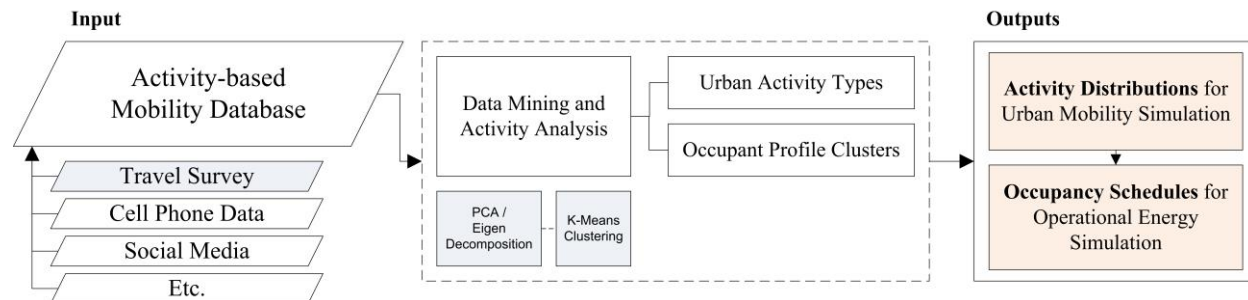 Input
Activity-based
Mobility Database
Travel Survey
Cell Phone Data
Social Media
Etc.
Data Mining and
Activity Analysis
Urban Activity Types
Occupant Profile Clusters
PCA /
Eigen
Decomposition
K-Means
Clustering
Outputs
Activity Distributions for
Urban Mobility Simulation
Occupancy Schedules for
Operational Energy
Simulation